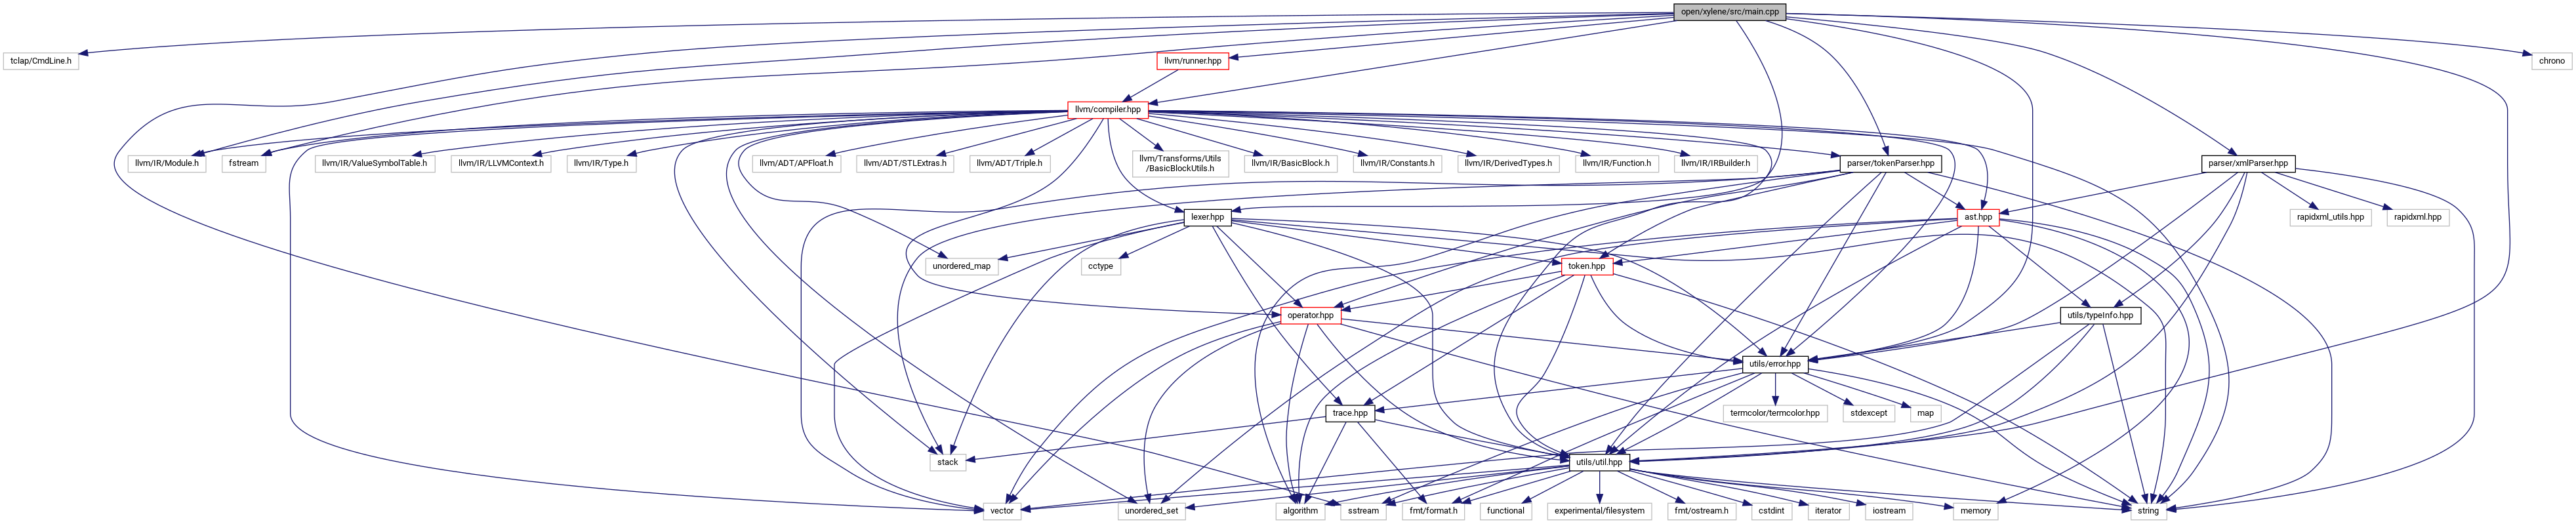 open/xylene/src/main.cpp
tclap/CmdLine.h
llvm/runner.hpp
chrono
llvm/compiler.hpp
llvm/IR/Module.h
fstream
llvm/IR/ValueSymbolTable.h
llvm/IR/LLVMContext.h
llvm/IR/Type.h
llvm/ADT/APFloat.h
llvm/ADT/STLExtras.h
llvm/ADT/Triple.h
llvm/Transforms/Utils
/BasicBlockUtils.h
llvm/IR/BasicBlock.h
llvm/IR/Constants.h
llvm/IR/DerivedTypes.h
llvm/IR/Function.h
llvm/IR/IRBuilder.h
parser/tokenParser.hpp
parser/xmlParser.hpp
lexer.hpp
ast.hpp
rapidxml_utils.hpp
rapidxml.hpp
unordered_map
cctype
token.hpp
operator.hpp
utils/typeInfo.hpp
utils/error.hpp
trace.hpp
termcolor/termcolor.hpp
stdexcept
map
stack
utils/util.hpp
vector
unordered_set
algorithm
sstream
fmt/format.h
functional
experimental/filesystem
fmt/ostream.h
cstdint
iterator
iostream
memory
string